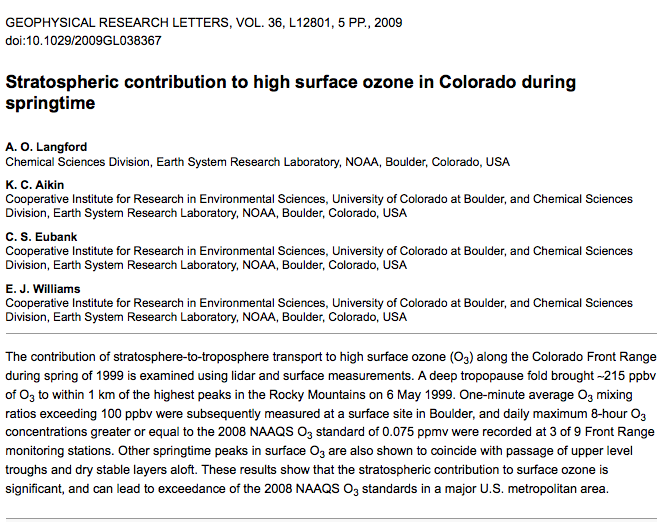 GEOPHYSICAL RESEARCH LETTERS, VOL. 36, L12801, 5 PP., 2009
doi:10.1029/2009GL038367
Stratospheric contribution to high surface ozone in Colorado during
springtime
A. O. Langford
Chemical Sciences Division, Earth System Research Laboratory, NOAA, Boulder, Colorado, USA
K. C. Aikin
Cooperative Institute for Research in Environmental Sciences, University of Colorado at Boulder, and Chemical Sciences
Division, Earth System Research Laboratory, NOAA, Boulder, Colorado, USA
C. S. Eubank
Cooperative Institute for Research in Environmental Sciences, University of Colorado at Boulder, and Chemical Sciences
Division, Earth System Research Laboratory, NOAA, Boulder, Colorado, USA
E. J. Williams
Cooperative Institute for Research in Environmental Sciences, University of Colorado at Boulder, and Chemical Sciences
Division, Earth System Research Laboratory, NOAA, Boulder, Colorado, USA
The contribution of stratosphere-to-troposphere transport to high surface ozone (O3) along the Colorado Front Range
during spring of 1999 is examined using lidar and surface measurements. A deep tropopause fold brought ~215 ppbv
of O3 to within 1 km of the highest peaks in the Rocky Mountains on 6 May 1999. One-minute average O3 mixing
ratios exceeding 100 ppbv were subsequently measured at a surface site in Boulder, and daily maximum 8-hour O3
concentrations greater or equal to the 2008 NAAQS O3 standard of 0.075 ppmv were recorded at 3 of 9 Front Range
monitoring stations. Other springtime peaks in surface O3 are also shown to coincide with passage of upper level
troughs and dry stable layers aloft. These results show that the stratospheric contribution to surface ozone is
significant, and can lead to exceedance of the 2008 NAAQS O3 standards in a major U.S. metropolitan area.